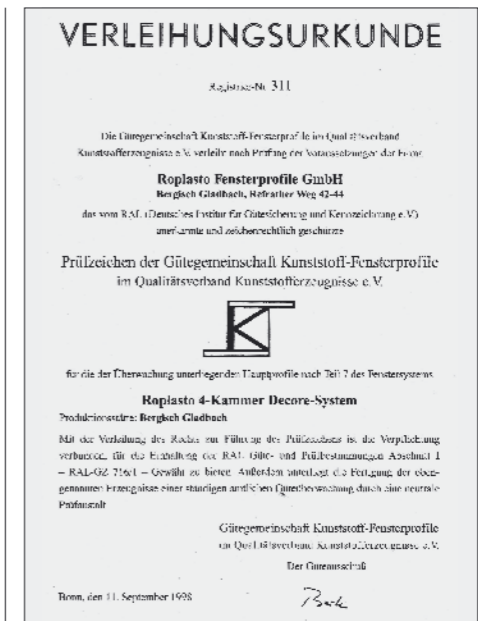 VERLEIHUNGSURKUNDE
Registrier-Nr. 311
Die Gütegemeinschaft Kunststoff-Fensterprofile im Qualitätsverband
Kunststofferzeugnisse e.V. verleiht nach Prüfung der Voraussetzungen der Firma
Roplasto Fensterprofile GmbH
Bergisch Gladbach, Refrather Weg 42-44
das vom RAL (Deutsches Institut für Gütesicherung und Kennzeichnung e.V.)
anerkannte und zeichenrechtlich geschützte
Prüfzeichen der Gütegemeinschaft Kunststoff-Fensterprofile
im Qualitätsverband Kunststofferzeugnisse e.V.
K
für die der Überwachung unterliegenden Hauptprofile nach Teil 7 des Fenstersystems
Roplasto 4-Kammer Decore-System
Produktionsstätte: Bergisch Gladbach
Mit der Verleihung des Rechts zur Führung des Prüfzeichens ist die Verpflichtung
verbunden, für die Einhaltung der RAL Güte- und Prüfbestimmungen Abschnitt I
– RAL-GZ 716/1 – Gewähr zu bieten. Außerdem unterliegt die Fertigung der oben-
genannten Erzeugnisse einer ständigen amtlichen Güteüberwachung durch eine neutrale
Prüfanstalt
Gütegemeinschaft Kunststoff-Fensterprofile
im Qualitätsverband Kunststofferzeugnisse e.V.
Der Güteausschuß
Bonn, den 11. September 1998